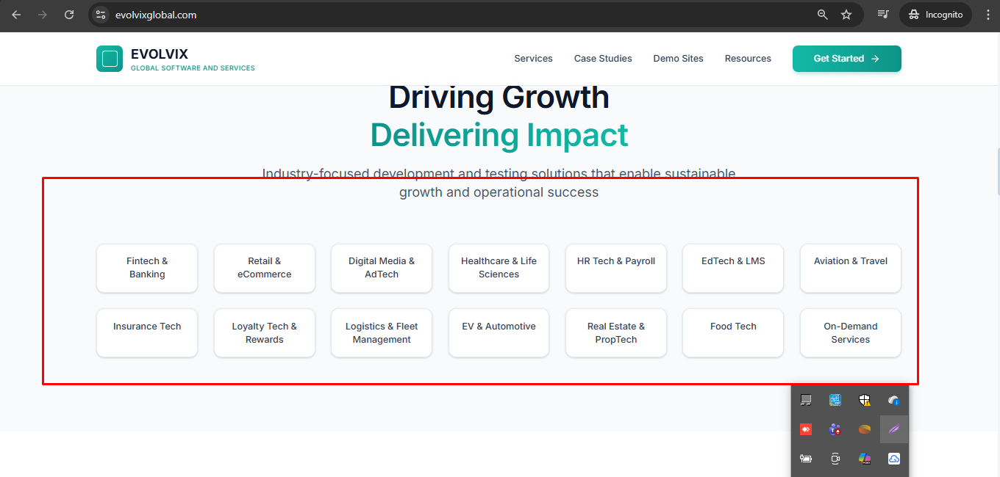 evolvixglobal.com
Incognito
EVOLVIX
GLOBAL SOFTWARE AND SERVICES
Services
Case Studies
Demo Sites
Resources
Get Started
Driving Growth
Delivering Impact
Industry-focused development and testing solutions that enable sustainable
growth and operational success
Fintech &
Banking
Retail &
eCommerce
Digital Media &
AdTech
Healthcare & Life
Sciences
HR Tech & Payroll
EdTech & LMS
Aviation & Travel
Insurance Tech
Loyalty Tech &
Rewards
Logistics & Fleet
Management
EV & Automotive
Real Estate &
PropTech
Food Tech
On-Demand
Services